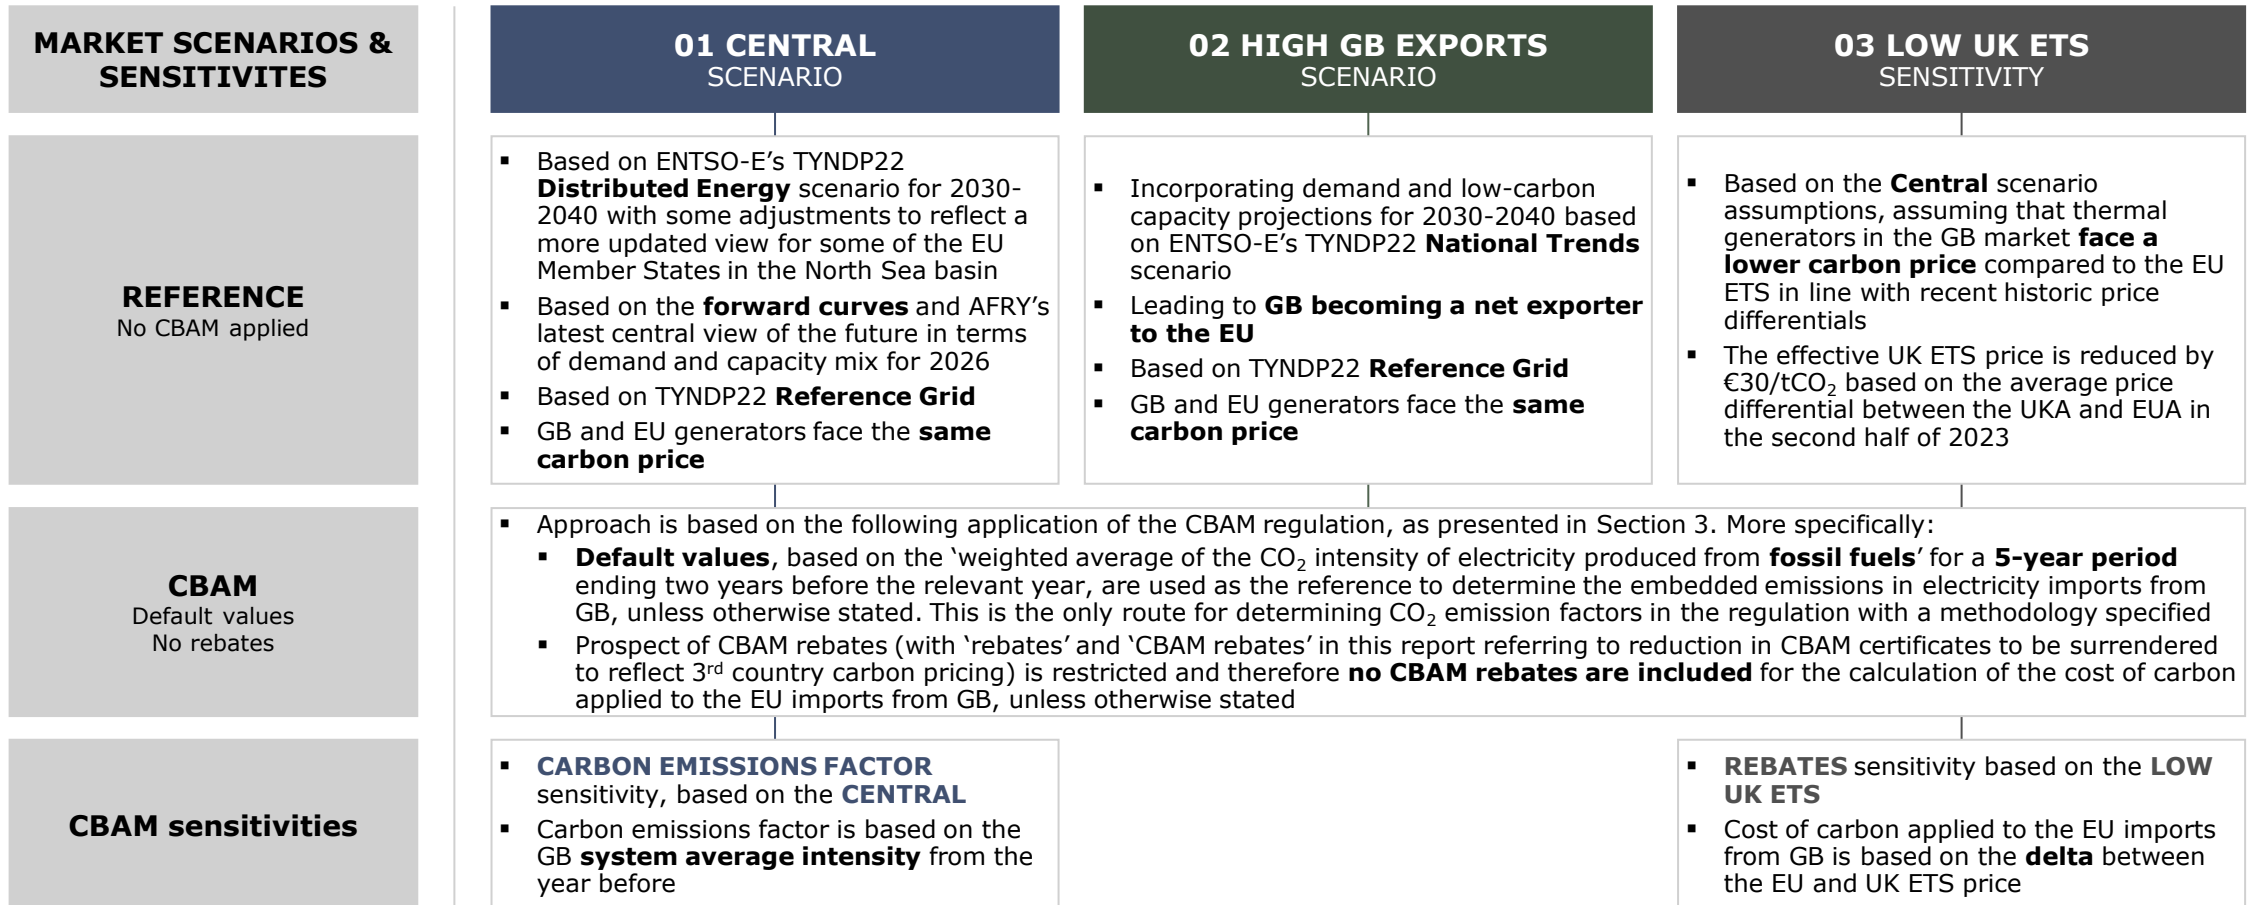 MARKET SCENARIOS &
SENSITIVITES
01 CENTRAL
SCENARIO
02 HIGH GB EXPORTS
SCENARIO
03 LOW UK ETS
SENSITIVITY
REFERENCE
No CBAM applied
▪ Based on ENTSO-E’s TYNDP22
Distributed Energy scenario for 2030-
2040 with some adjustments to reflect a
more updated view for some of the EU
Member States in the North Sea basin
▪ Based on the forward curves and AFRY’s
latest central view of the future in terms
of demand and capacity mix for 2026
▪ Based on TYNDP22 Reference Grid
▪ GB and EU generators face the same
carbon price
▪ Incorporating demand and low-carbon
capacity projections for 2030-2040 based
on ENTSO-E’s TYNDP22 National Trends
scenario
▪ Leading to GB becoming a net exporter
to the EU
▪ Based on TYNDP22 Reference Grid
▪ GB and EU generators face the same
carbon price
▪ Based on the Central scenario
assumptions, assuming that thermal
generators in the GB market face a
lower carbon price compared to the EU
ETS in line with recent historic price
differentials
▪ The effective UK ETS price is reduced by
€30/tCO₂ based on the average price
differential between the UKA and EUA in
the second half of 2023
CBAM
Default values
No rebates
▪ Approach is based on the following application of the CBAM regulation, as presented in Section 3. More specifically:
▪ Default values, based on the ‘weighted average of the CO₂ intensity of electricity produced from fossil fuels’ for a 5-year period
ending two years before the relevant year, are used as the reference to determine the embedded emissions in electricity imports from
GB, unless otherwise stated. This is the only route for determining CO₂ emission factors in the regulation with a methodology specified
▪ Prospect of CBAM rebates (with ‘rebates’ and ‘CBAM rebates’ in this report referring to reduction in CBAM certificates to be surrendered
to reflect 3rd country carbon pricing) is restricted and therefore no CBAM rebates are included for the calculation of the cost of carbon
applied to the EU imports from GB, unless otherwise stated
CBAM sensitivities
▪ CARBON EMISSIONS FACTOR
sensitivity, based on the CENTRAL
▪ Carbon emissions factor is based on the
GB system average intensity from the
year before
▪ REBATES sensitivity based on the LOW
UK ETS
▪ Cost of carbon applied to the EU imports
from GB is based on the delta between
the EU and UK ETS price